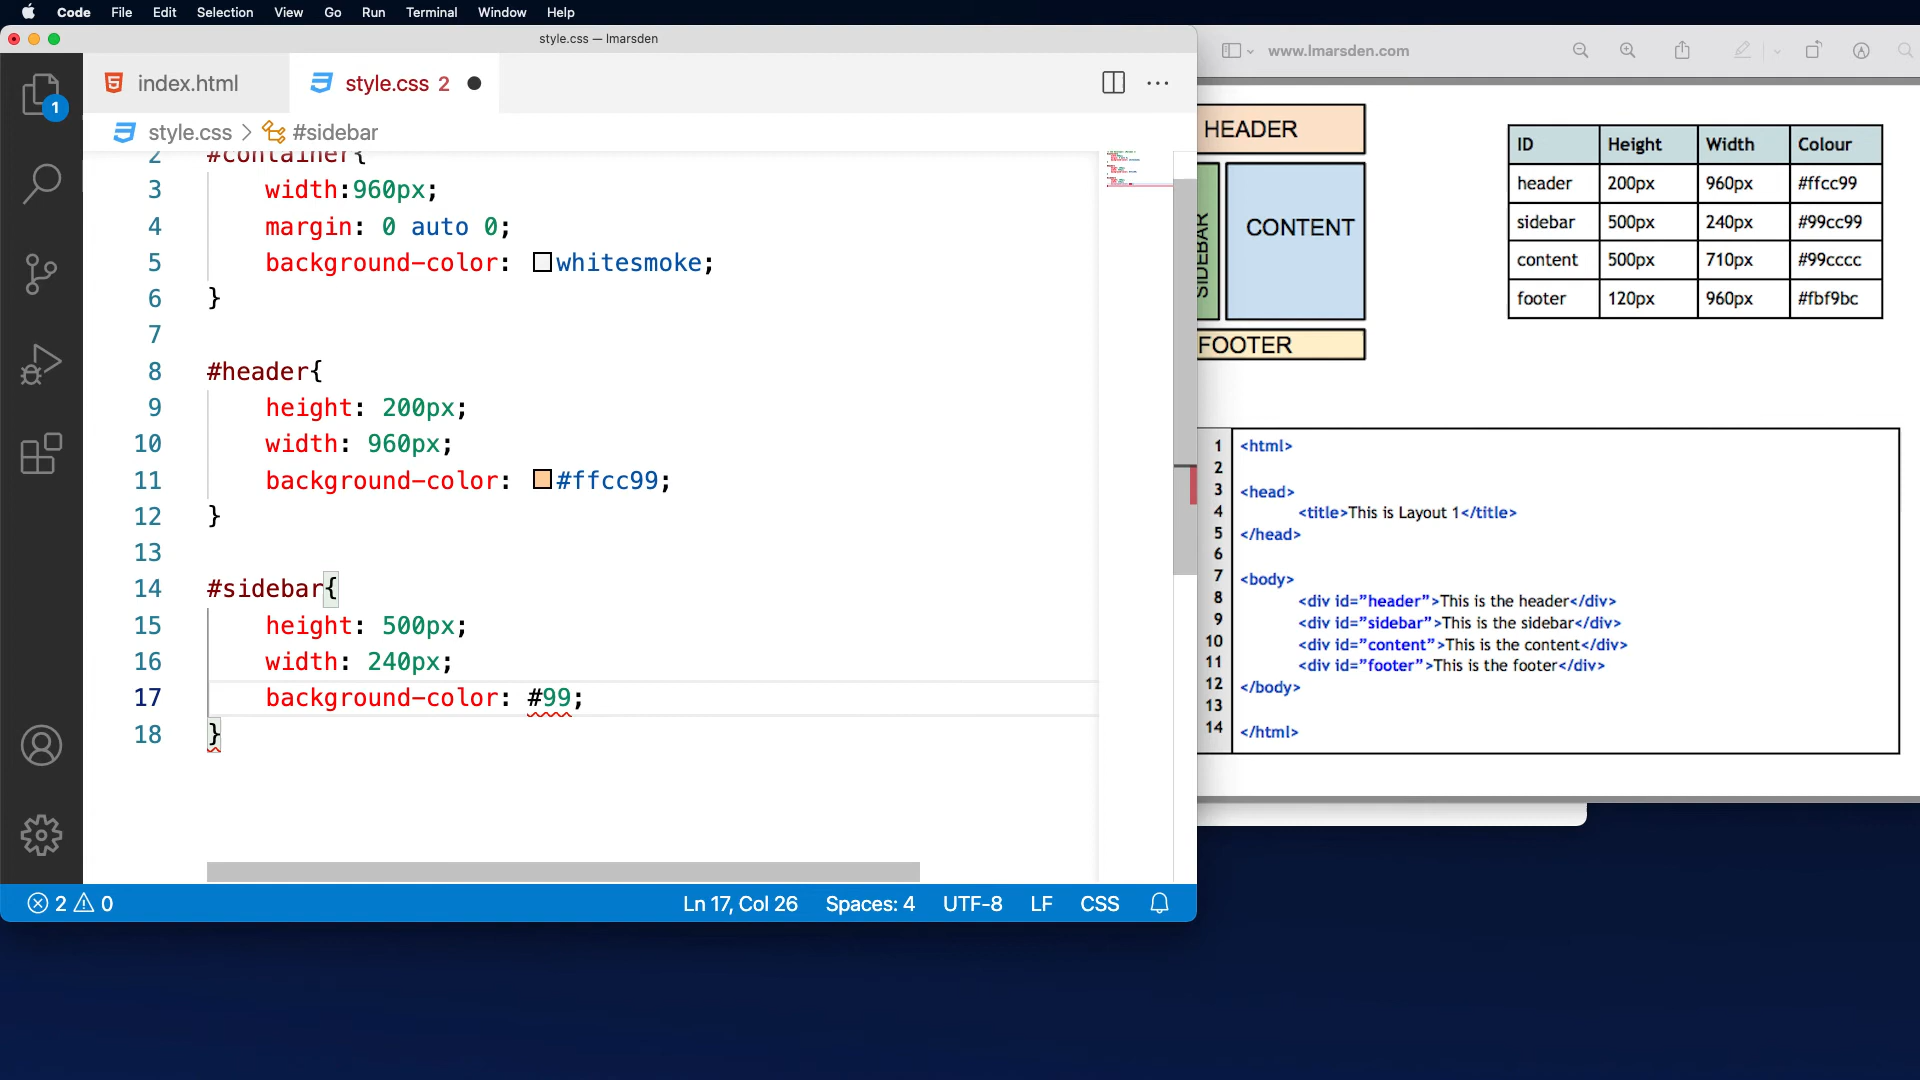 Code File Edit Selection View Go Run Terminal Window Help
style.css — lmarsden
index.html
style.css 2
1
style.css > #sidebar
2 #container{
3 width:960px;
4 margin: 0 auto 0;
5 background-color: whitesmoke;
6 }
7
8 #header{
9 height: 200px;
10 width: 960px;
11 background-color: #ffcc99;
12 }
13
14 #sidebar{
15 height: 500px;
16 width: 240px;
17 background-color: #99;
18 }
2 0 Ln 17, Col 26 Spaces: 4 UTF-8 LF CSS
www.lmarsden.com
HEADER
SIDEBAR
CONTENT
FOOTER
ID Height Width Colour
header 200px 960px #ffcc99
sidebar 500px 240px #99cc99
content 500px 710px #99cccc
footer 120px 960px #fbf9bc
1 <html>
2
3 <head>
4 <title>This is Layout 1</title>
5 </head>
6
7 <body>
8 <div id=”header”>This is the header</div>
9 <div id=”sidebar”>This is the sidebar</div>
10 <div id=”content”>This is the content</div>
11 <div id=”footer”>This is the footer</div>
12 </body>
13
14 </html>